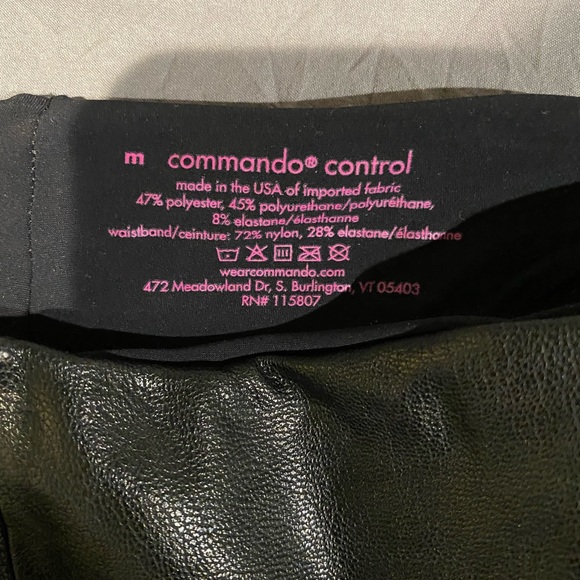 m commando® control
made in the USA of imported fabric
47% polyester, 45% polyurethane/polyuréthane,
8% elastane/élasthanne
waistband/ceinture: 72% nylon, 28% elastane/élasthanne
wearcommando.com
472 Meadowland Dr, S. Burlington, VT 05403
RN# 115807